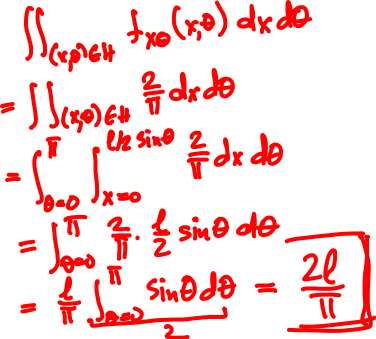 ∬_{(x,θ)∈H} f_{xθ}(x,θ) dx dθ
= ∬_{(x,θ)∈H} 2/π dx dθ
= ∫_{θ=0}^{π} ∫_{x=0}^{l/2 sinθ} 2/π dx dθ
= ∫_{θ=0}^{π} 2/π · l/2 sinθ dθ
= l/π ∫_{θ=0}^{π} sinθ dθ = 2l/π
2